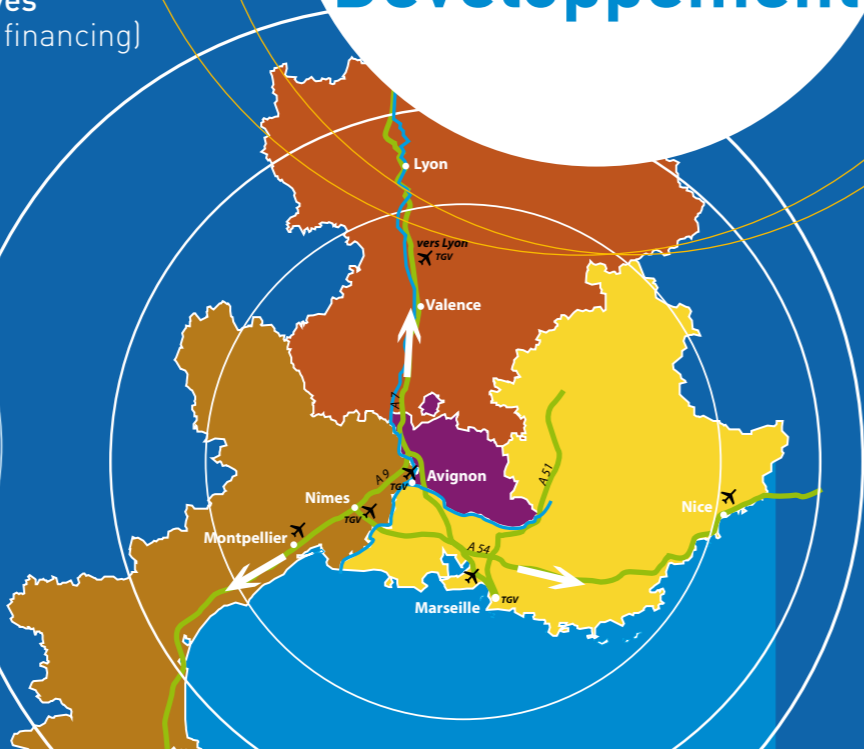 ves
financing)
Développement
Lyon
vers Lyon
TGV
Valence
A 7
A 9
Avignon
TGV
A 51
Nîmes
TGV
Nice
Montpellier
A 54
Marseille
TGV